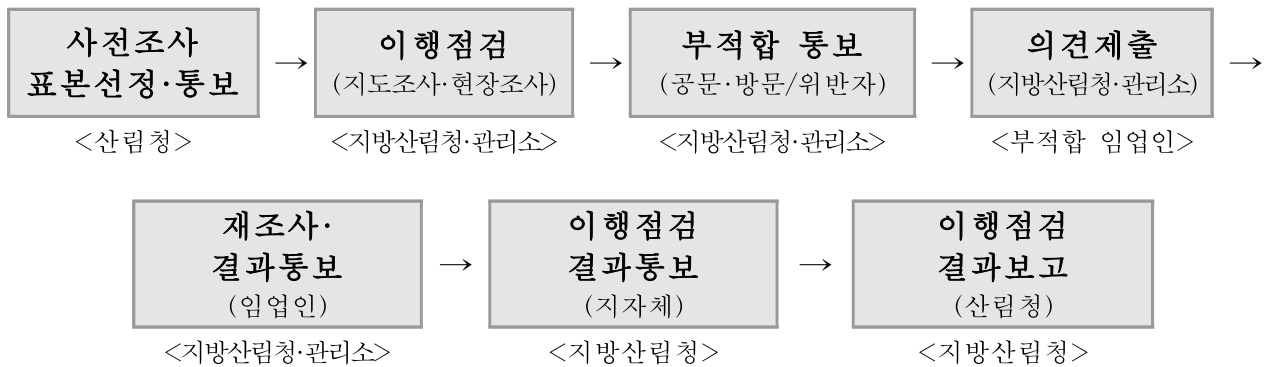 사전조사
표본선정·통보
→
이행점검
(지도조사·현장조사)
→
부적합 통보
(공문·방문/위반자)
→
의견제출
(지방산림청·관리소)
→
<산림청>
<지방산림청·관리소>
<지방산림청·관리소>
<부적합 임업인>
재조사·
결과통보
(임업인)
→
이행점검
결과통보
(지자체)
→
이행점검
결과보고
(산림청)
<지방산림청·관리소>
<지방산림청>
<지방산림청>